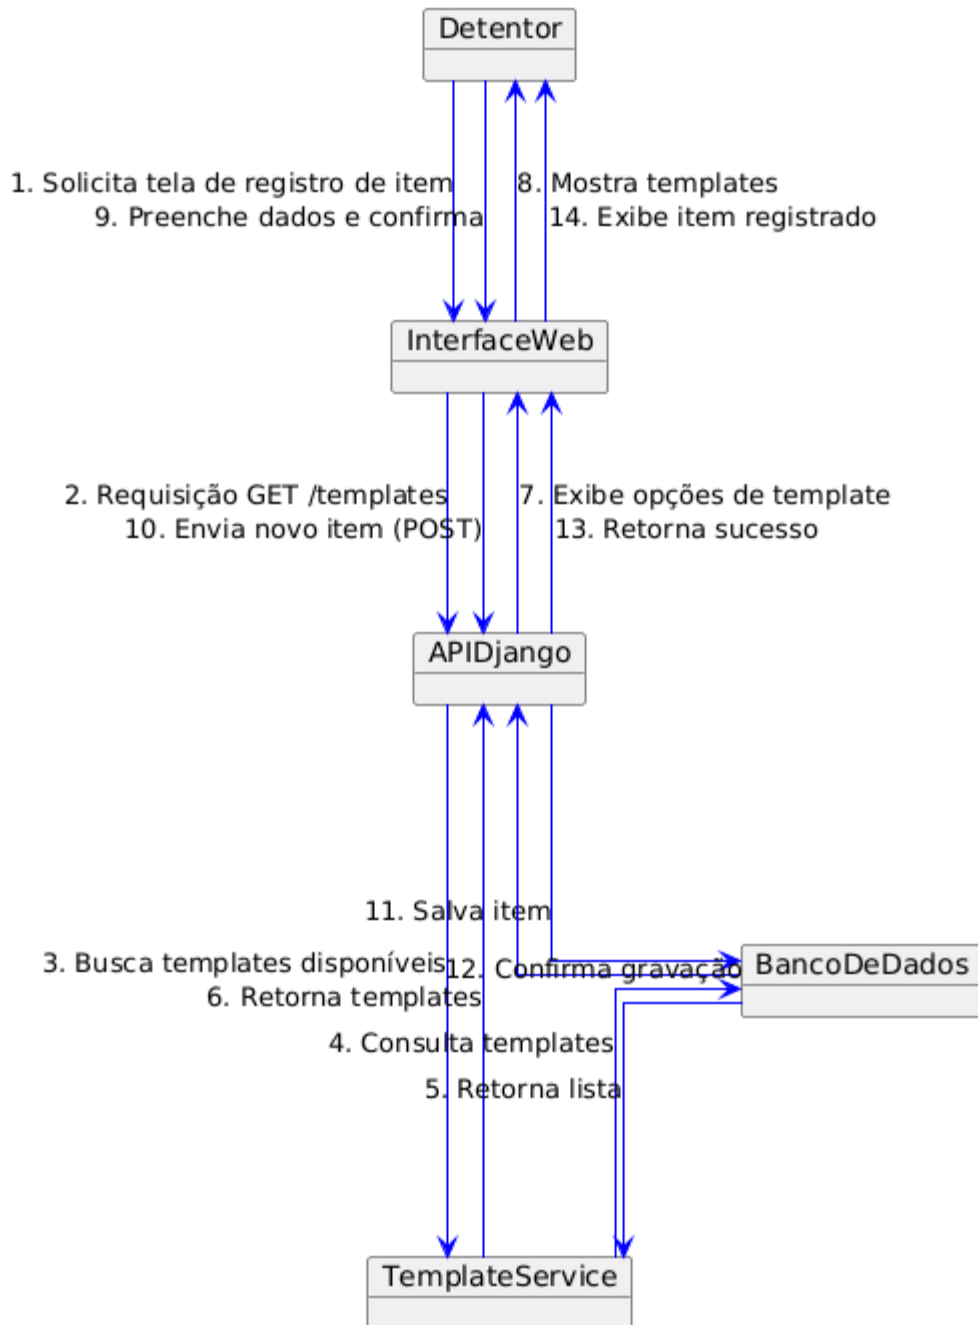 Detentor
1. Solicita tela de registro de item
8. Mostra templates
9. Preenche dados e confirma
14. Exibe item registrado
InterfaceWeb
2. Requisição GET /templates
7. Exibe opções de template
10. Envia novo item (POST)
13. Retorna sucesso
APIDjango
11. Salva item
3. Busca templates disponíveis
12. Confirma gravação
BancoDeDados
6. Retorna templates
4. Consulta templates
5. Retorna lista
TemplateService